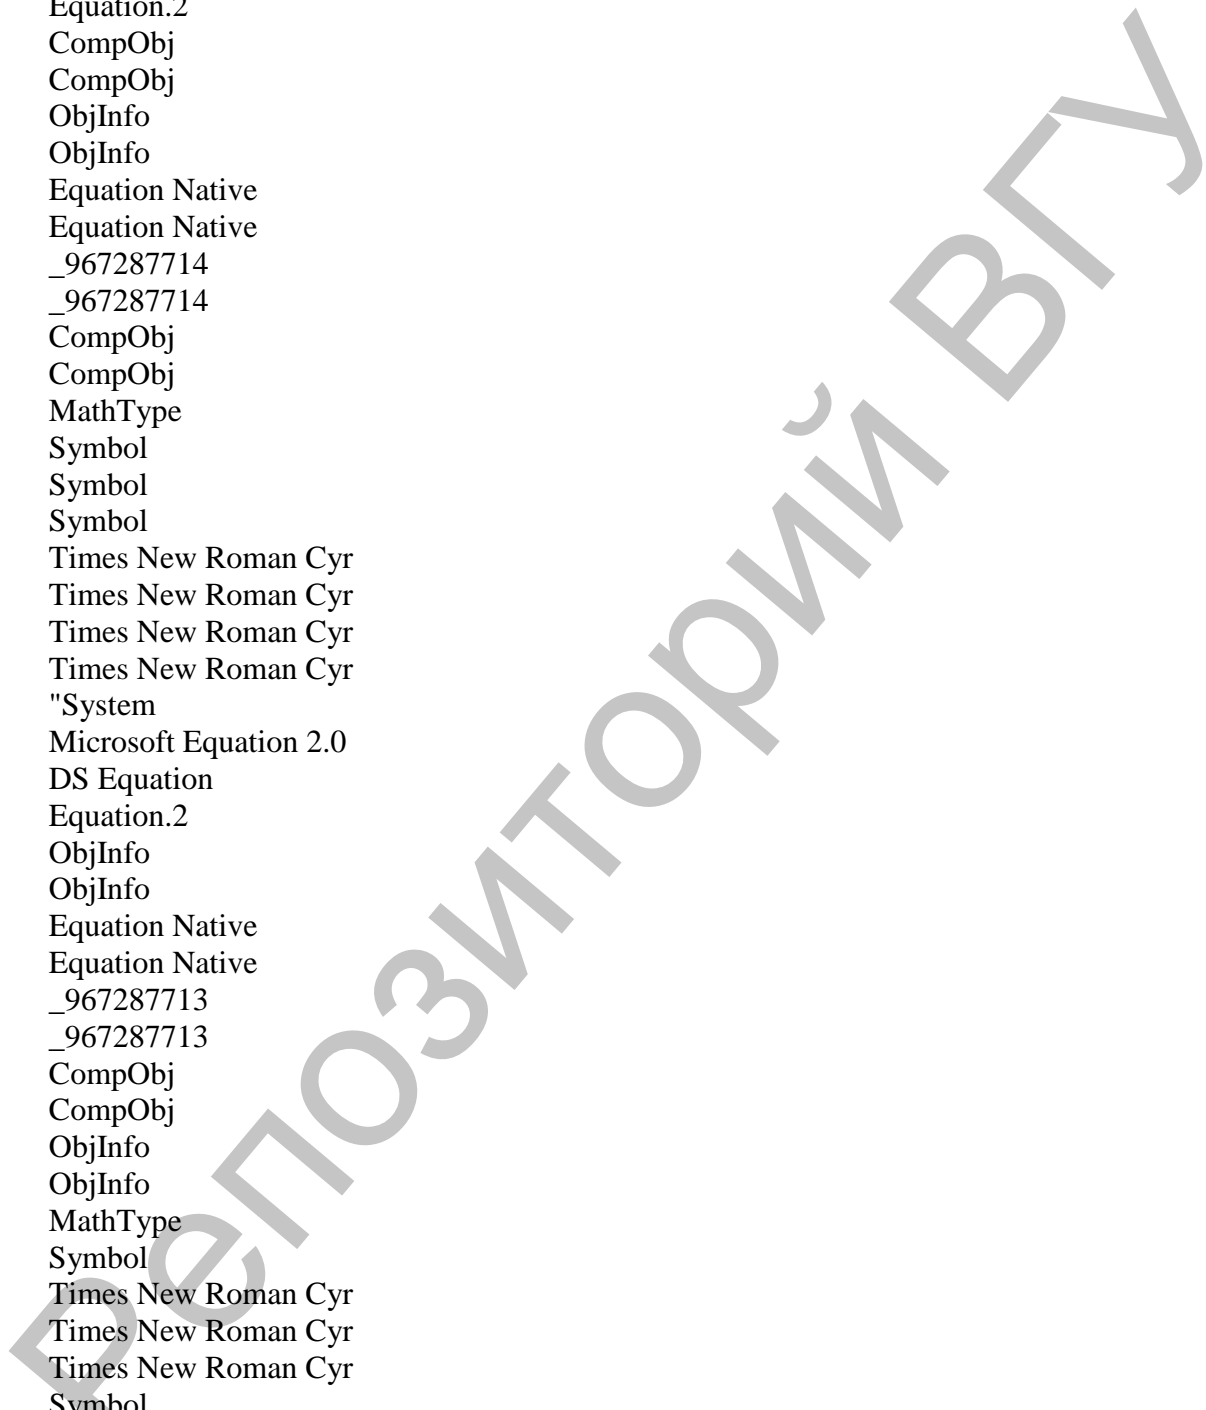 Equation.2
CompObj
CompObj
ObjInfo
ObjInfo
Equation Native
Equation Native
_967287714
_967287714
CompObj
CompObj
MathType
Symbol
Symbol
Symbol
Times New Roman Cyr
Times New Roman Cyr
Times New Roman Cyr
Times New Roman Cyr
"System
Microsoft Equation 2.0
DS Equation
Equation.2
ObjInfo
ObjInfo
Equation Native
Equation Native
_967287713
_967287713
CompObj
CompObj
ObjInfo
ObjInfo
MathType
Symbol
Times New Roman Cyr
Times New Roman Cyr
Times New Roman Cyr
Symbol
Репозиторий ВГУ